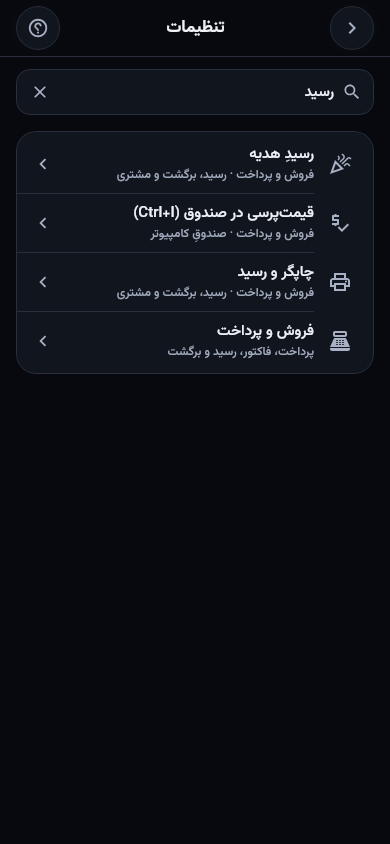 تنظیمات
رسید
رسیدِ هدیه
فروش و پرداخت · رسید، برگشت و مشتری
قیمت‌پرسی در صندوق (Ctrl+I)
فروش و پرداخت · صندوقِ کامپیوتر
چاپگر و رسید
فروش و پرداخت · رسید، برگشت و مشتری
فروش و پرداخت
پرداخت، فاکتور، رسید و برگشت